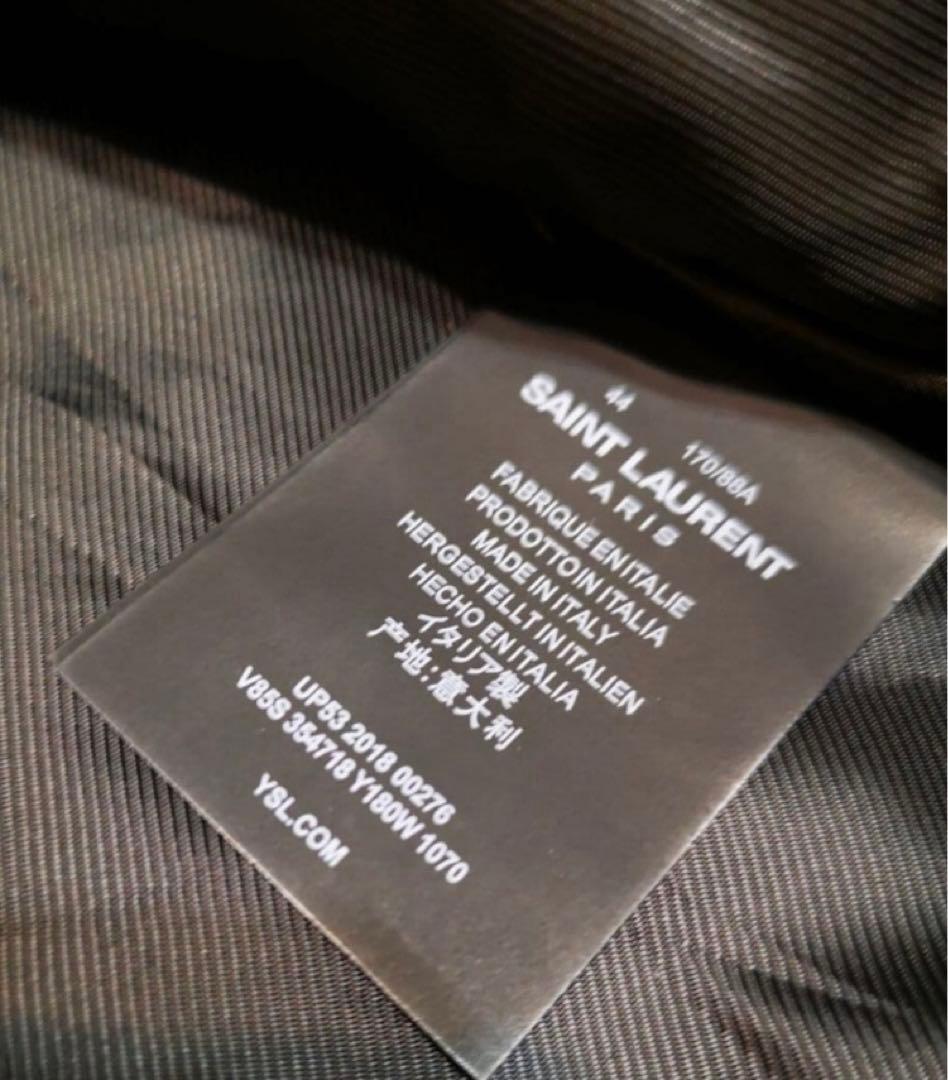 44
170/88A
SAINT LAURENT
PARIS
FABRIQUE EN ITALIE
PRODOTTO IN ITALIA
MADE IN ITALY
HERGESTELLT IN ITALIEN
HECHO EN ITALIA
イタリア製
产地:意大利
UP53 2018 00276
V85S 354718 Y180W 1070
YSL.COM